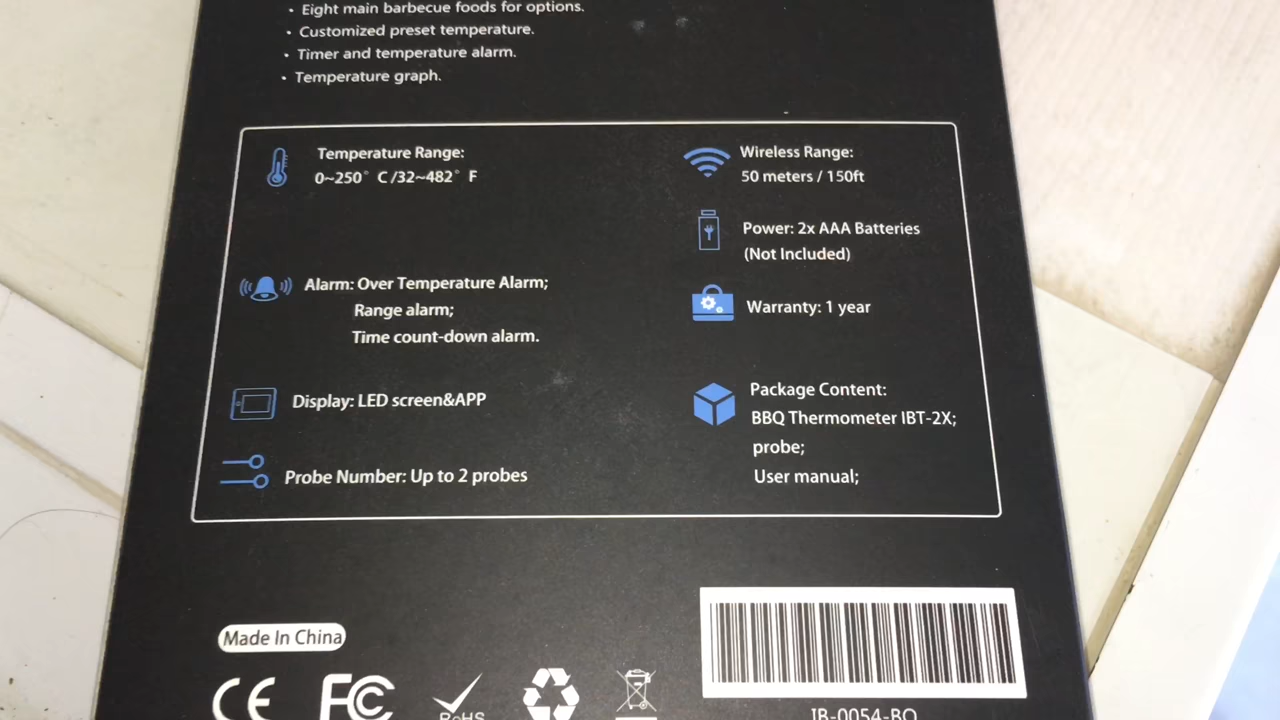 • Eight main barbecue foods for options.
• Customized preset temperature.
• Timer and temperature alarm.
• Temperature graph.
Temperature Range:
0~250° C /32~482° F
Alarm: Over Temperature Alarm;
Range alarm;
Time count-down alarm.
Display: LED screen&APP
Probe Number: Up to 2 probes
Wireless Range:
50 meters / 150ft
Power: 2x AAA Batteries
(Not Included)
Warranty: 1 year
Package Content:
BBQ Thermometer IBT-2X;
probe;
User manual;
Made In China
CE FC RoHS
IB-0054-BO